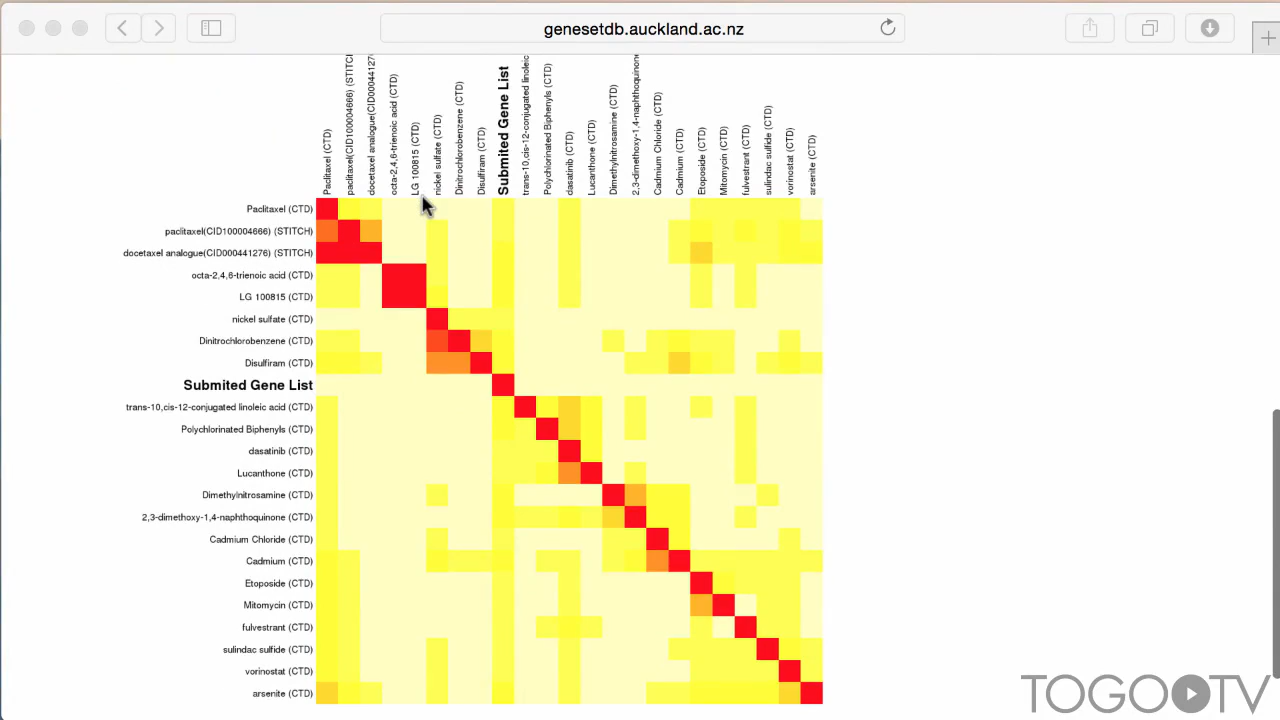 genesetdb.auckland.ac.nz
Paclitaxel (CTD)
paclitaxel(CID100004666) (STITCH)
docetaxel analogue(CID000441276)
octa-2,4,6-trienoic acid (CTD)
LG 100815 (CTD)
nickel sulfate (CTD)
Dinitrochlorobenzene (CTD)
Disulfiram (CTD)
Submited Gene List
trans-10,cis-12-conjugated linoleic
Polychlorinated Biphenyls (CTD)
dasatinib (CTD)
Lucanthone (CTD)
Dimethylnitrosamine (CTD)
2,3-dimethoxy-1,4-naphthoquinone
Cadmium Chloride (CTD)
Cadmium (CTD)
Etoposide (CTD)
Mitomycin (CTD)
fulvestrant (CTD)
sulindac sulfide (CTD)
vorinostat (CTD)
arsenite (CTD)
Paclitaxel (CTD)
paclitaxel(CID100004666) (STITCH)
docetaxel analogue(CID000441276) (STITCH)
octa-2,4,6-trienoic acid (CTD)
LG 100815 (CTD)
nickel sulfate (CTD)
Dinitrochlorobenzene (CTD)
Disulfiram (CTD)
Submited Gene List
trans-10,cis-12-conjugated linoleic acid (CTD)
Polychlorinated Biphenyls (CTD)
dasatinib (CTD)
Lucanthone (CTD)
Dimethylnitrosamine (CTD)
2,3-dimethoxy-1,4-naphthoquinone (CTD)
Cadmium Chloride (CTD)
Cadmium (CTD)
Etoposide (CTD)
Mitomycin (CTD)
fulvestrant (CTD)
sulindac sulfide (CTD)
vorinostat (CTD)
arsenite (CTD)
TOGO TV